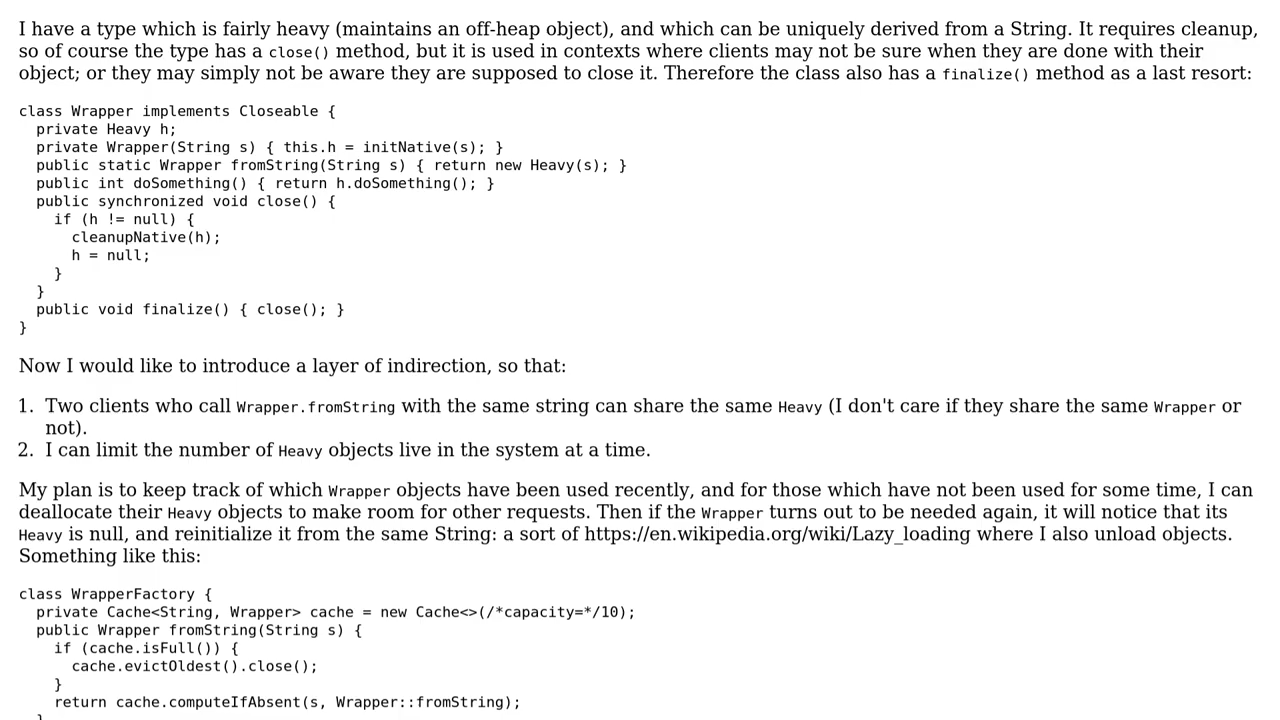 I have a type which is fairly heavy (maintains an off-heap object), and which can be uniquely derived from a String. It requires cleanup,
so of course the type has a close() method, but it is used in contexts where clients may not be sure when they are done with their
object; or they may simply not be aware they are supposed to close it. Therefore the class also has a finalize() method as a last resort:
class Wrapper implements Closeable {
  private Heavy h;
  private Wrapper(String s) { this.h = initNative(s); }
  public static Wrapper fromString(String s) { return new Heavy(s); }
  public int doSomething() { return h.doSomething(); }
  public synchronized void close() {
    if (h != null) {
      cleanupNative(h);
      h = null;
    }
  }
  public void finalize() { close(); }
}
Now I would like to introduce a layer of indirection, so that:
1. Two clients who call Wrapper.fromString with the same string can share the same Heavy (I don't care if they share the same Wrapper or
not).
2. I can limit the number of Heavy objects live in the system at a time.
My plan is to keep track of which Wrapper objects have been used recently, and for those which have not been used for some time, I can
deallocate their Heavy objects to make room for other requests. Then if the Wrapper turns out to be needed again, it will notice that its
Heavy is null, and reinitialize it from the same String: a sort of https://en.wikipedia.org/wiki/Lazy_loading where I also unload objects.
Something like this:
class WrapperFactory {
  private Cache<String, Wrapper> cache = new Cache<>(/*capacity=*/10);
  public Wrapper fromString(String s) {
    if (cache.isFull()) {
      cache.evictOldest().close();
    }
    return cache.computeIfAbsent(s, Wrapper::fromString);
  }